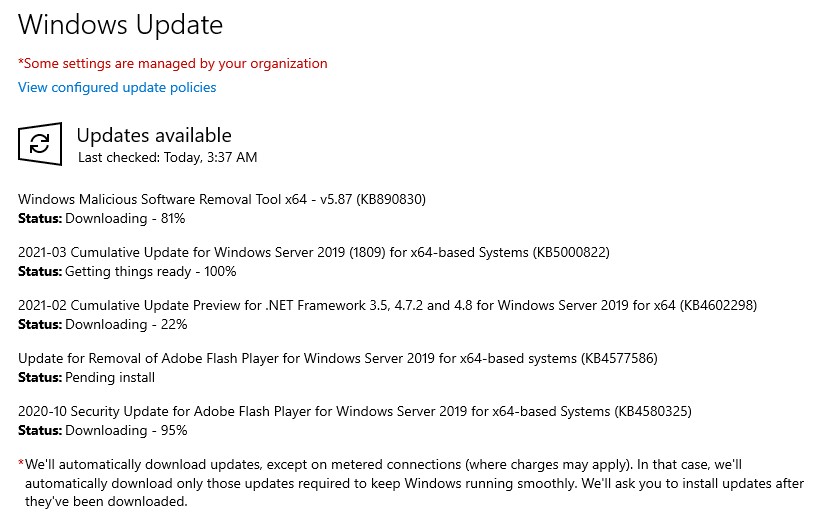 Windows Update
*Some settings are managed by your organization
View configured update policies
Updates available
Last checked: Today, 3:37 AM
Windows Malicious Software Removal Tool x64 - v5.87 (KB890830)
Status: Downloading - 81%
2021-03 Cumulative Update for Windows Server 2019 (1809) for x64-based Systems (KB5000822)
Status: Getting things ready - 100%
2021-02 Cumulative Update Preview for .NET Framework 3.5, 4.7.2 and 4.8 for Windows Server 2019 for x64 (KB4602298)
Status: Downloading - 22%
Update for Removal of Adobe Flash Player for Windows Server 2019 for x64-based systems (KB4577586)
Status: Pending install
2020-10 Security Update for Adobe Flash Player for Windows Server 2019 for x64-based Systems (KB4580325)
Status: Downloading - 95%
*We'll automatically download updates, except on metered connections (where charges may apply). In that case, we'll
automatically download only those updates required to keep Windows running smoothly. We'll ask you to install updates after
they've been downloaded.